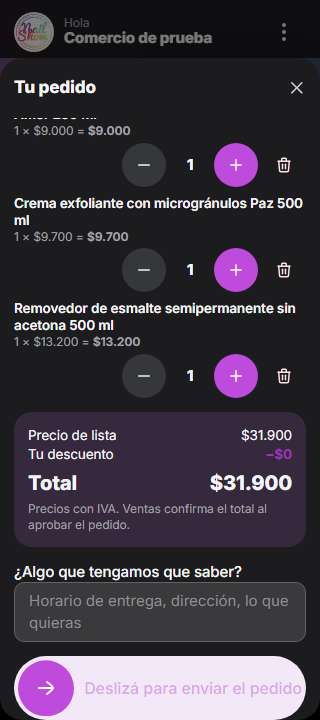 Nail Show
Hola
Comercio de prueba
Tu pedido
1 × $9.000 = $9.000
1
Crema exfoliante con microgránulos Paz 500
ml
1 × $9.700 = $9.700
1
Removedor de esmalte semipermanente sin
acetona 500 ml
1 × $13.200 = $13.200
1
Precio de lista $31.900
Tu descuento −$0
Total $31.900
Precios con IVA. Ventas confirma el total al
aprobar el pedido.
¿Algo que tengamos que saber?
Horario de entrega, dirección, lo que
quieras
Deslizá para enviar el pedido